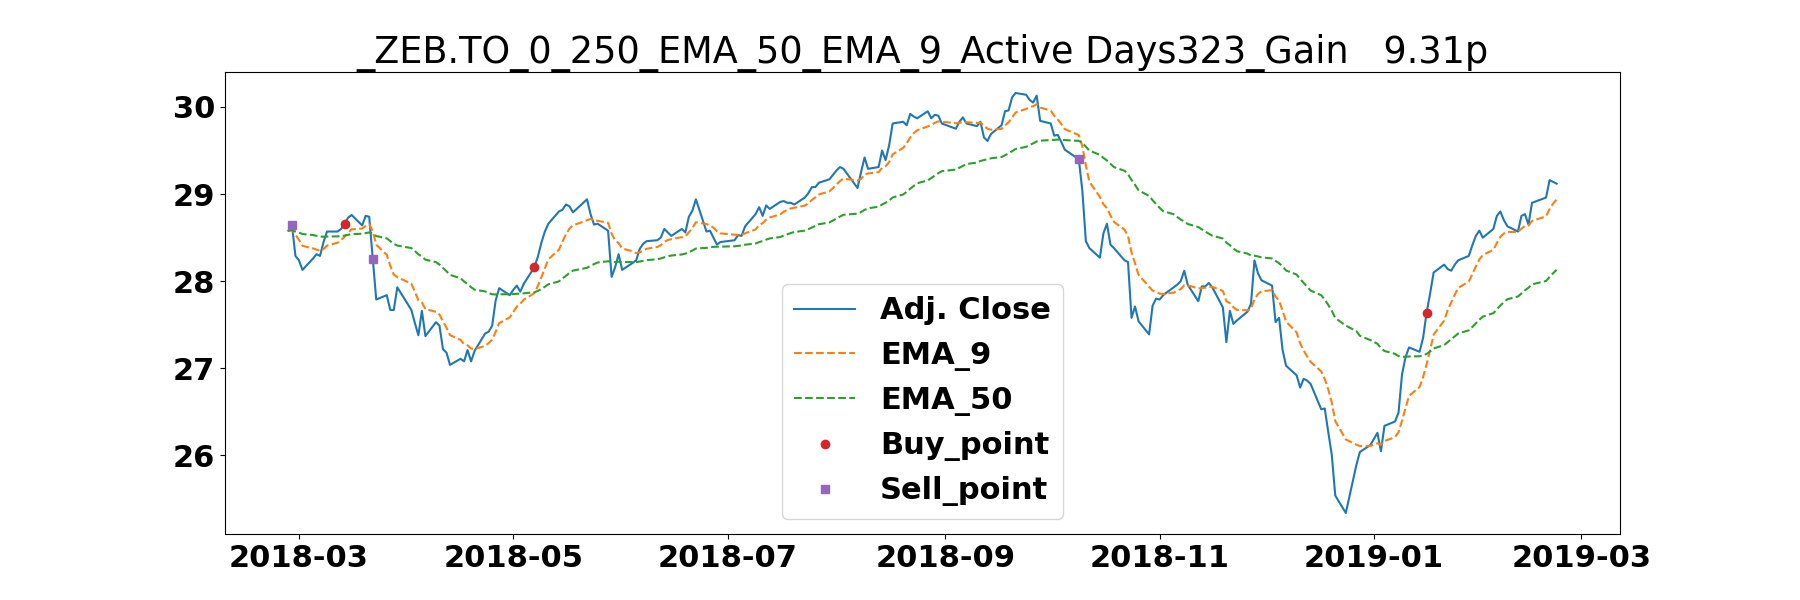 _ZEB.TO_0_250_EMA_50_EMA_9_Active Days323_Gain   9.31p
30
29
28
27
26
Adj. Close
EMA_9
EMA_50
Buy_point
Sell_point
2018-03 2018-05 2018-07 2018-09 2018-11 2019-01 2019-03